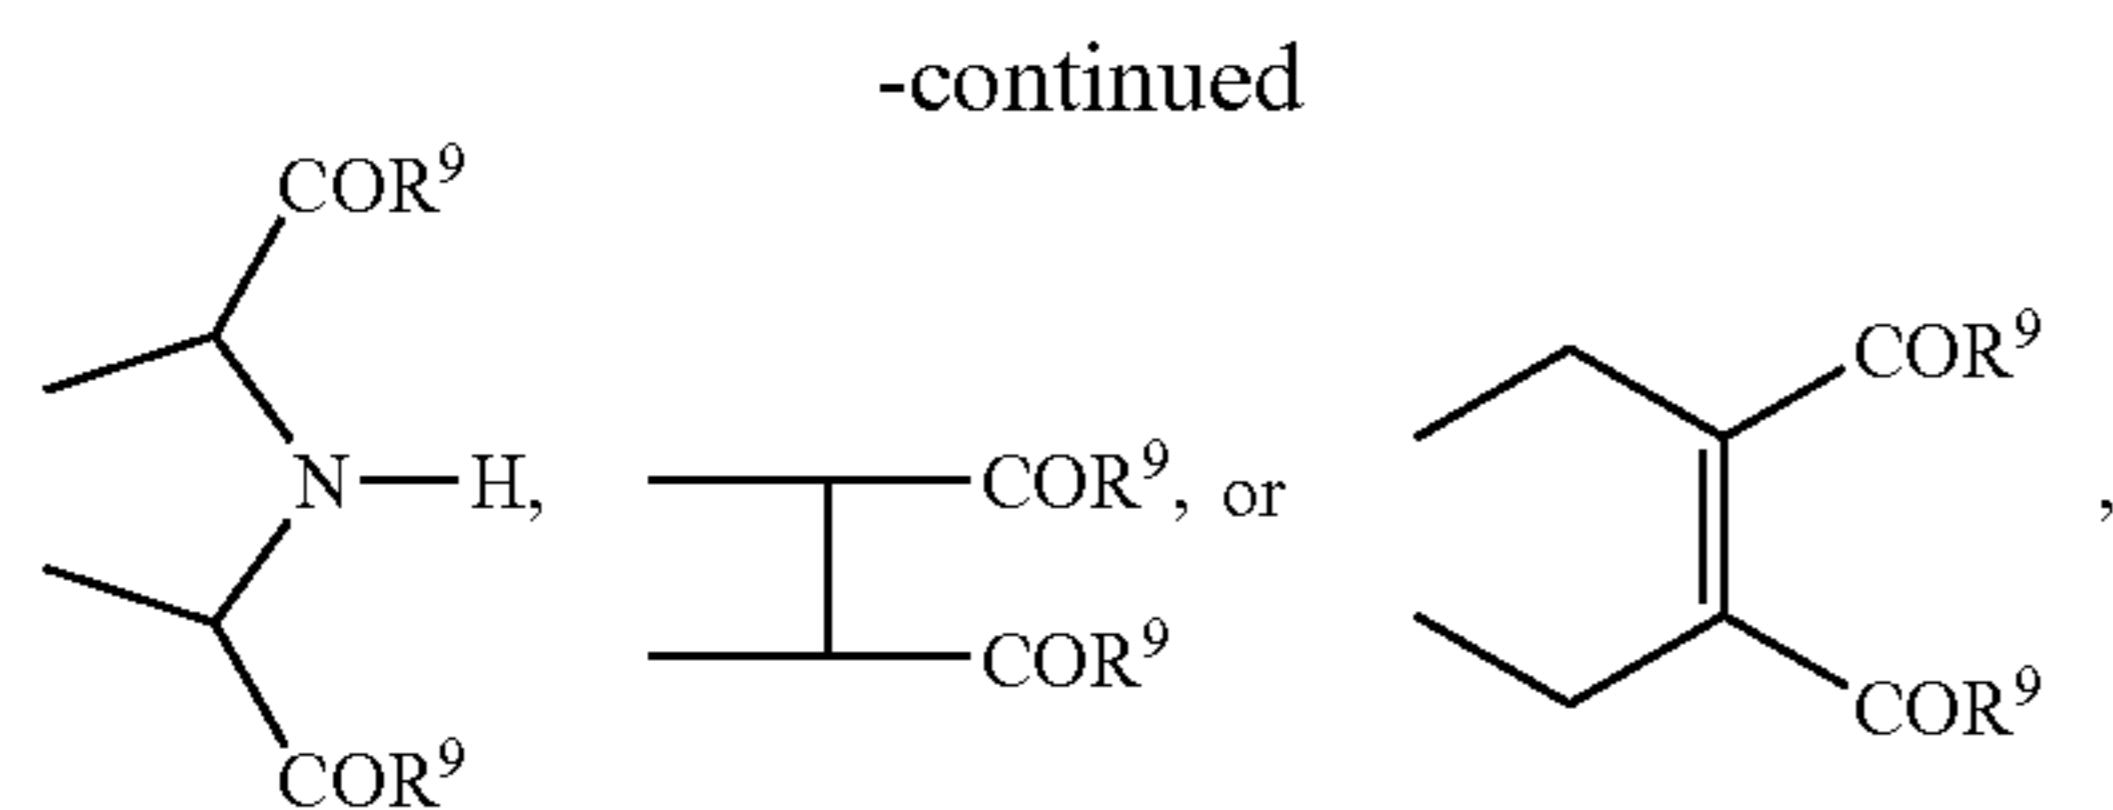 -continued
COR⁹
COR⁹
N—H, COR⁹, or ,
COR⁹
COR⁹
COR⁹